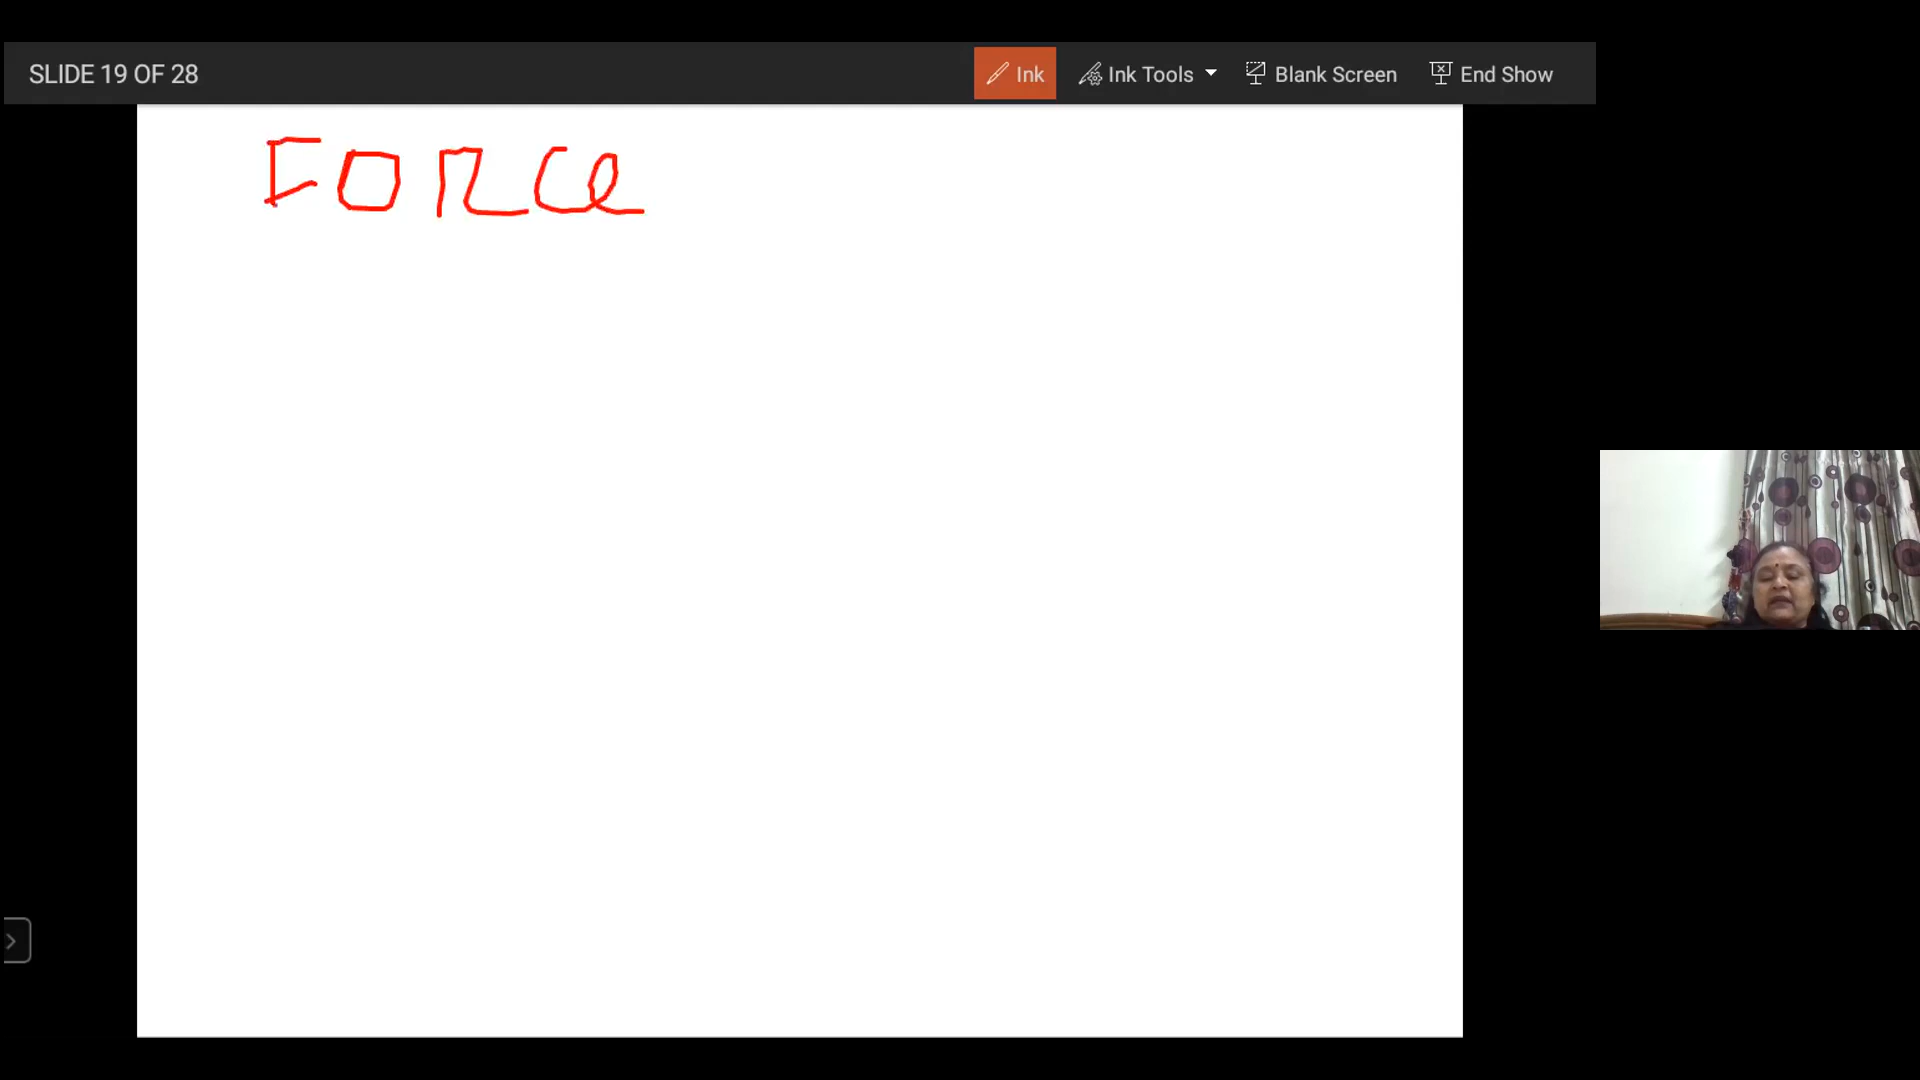 SLIDE 19 OF 28
Ink
Ink Tools
Blank Screen
End Show
FORCe